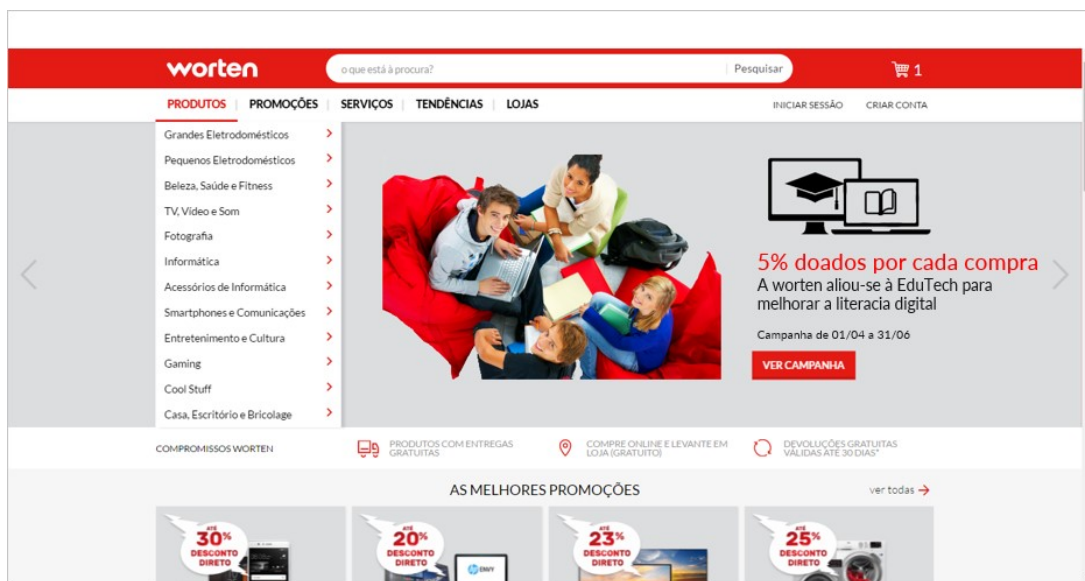 worten
o que está à procura?
Pesquisar
1
PRODUTOS
PROMOÇÕES
SERVIÇOS
TENDÊNCIAS
LOJAS
INICIAR SESSÃO
CRIAR CONTA
Grandes Eletrodomésticos
Pequenos Eletrodomésticos
Beleza, Saúde e Fitness
TV, Vídeo e Som
Fotografia
Informática
Acessórios de Informática
Smartphones e Comunicações
Entretenimento e Cultura
Gaming
Cool Stuff
Casa, Escritório e Bricolage
5% doados por cada compra
A worten aliou-se à EduTech para
melhorar a literacia digital
Campanha de 01/04 a 31/06
VER CAMPANHA
COMPROMISSOS WORTEN
PRODUTOS COM ENTREGAS
GRATUITAS
COMPRE ONLINE E LEVANTE EM
LOJA (GRATUITO)
DEVOLUÇÕES GRATUITAS
VÁLIDAS ATÉ 30 DIAS*
AS MELHORES PROMOÇÕES
ver todas
ATÉ
30%
DESCONTO
DIRETO
ATÉ
20%
DESCONTO
DIRETO
hp ENVY
ATÉ
23%
DESCONTO
DIRETO
ATÉ
25%
DESCONTO
DIRETO